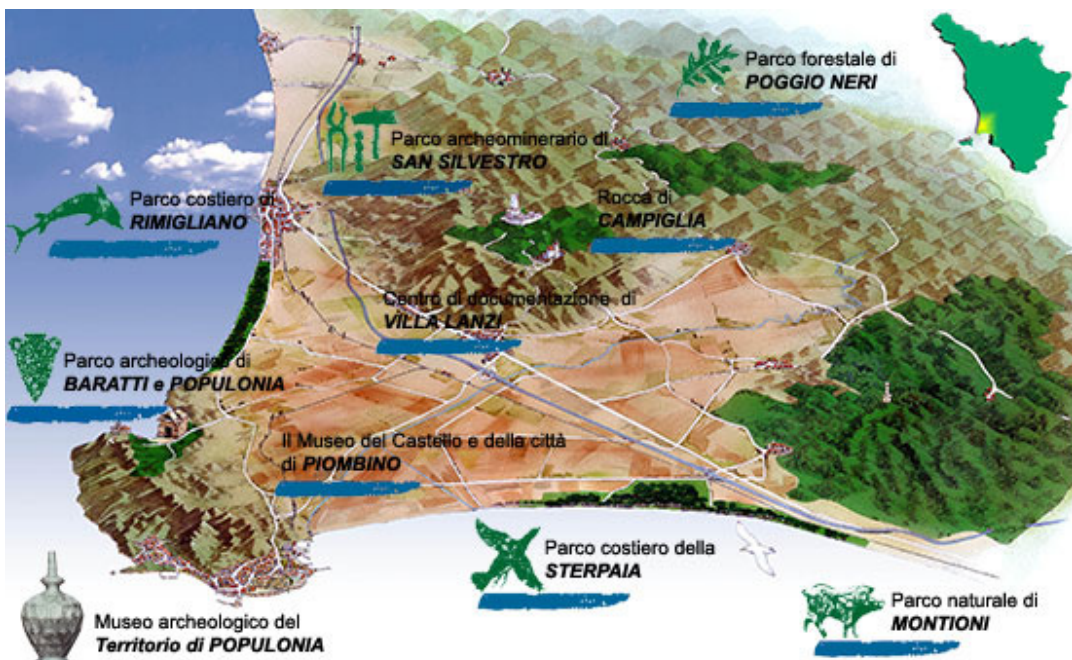 Parco forestale di
POGGIO NERI
Parco archeominerario di
SAN SILVESTRO
Parco costiero di
RIMIGLIANO
Rocca di
CAMPIGLIA
Centro di documentazione di
VILLA LANZI
Parco archeologico di
BARATTI e POPULONIA
Il Museo del Castello e della città
di PIOMBINO
Parco costiero della
STERPAIA
Parco naturale di
MONTIONI
Museo archeologico del
Territorio di POPULONIA